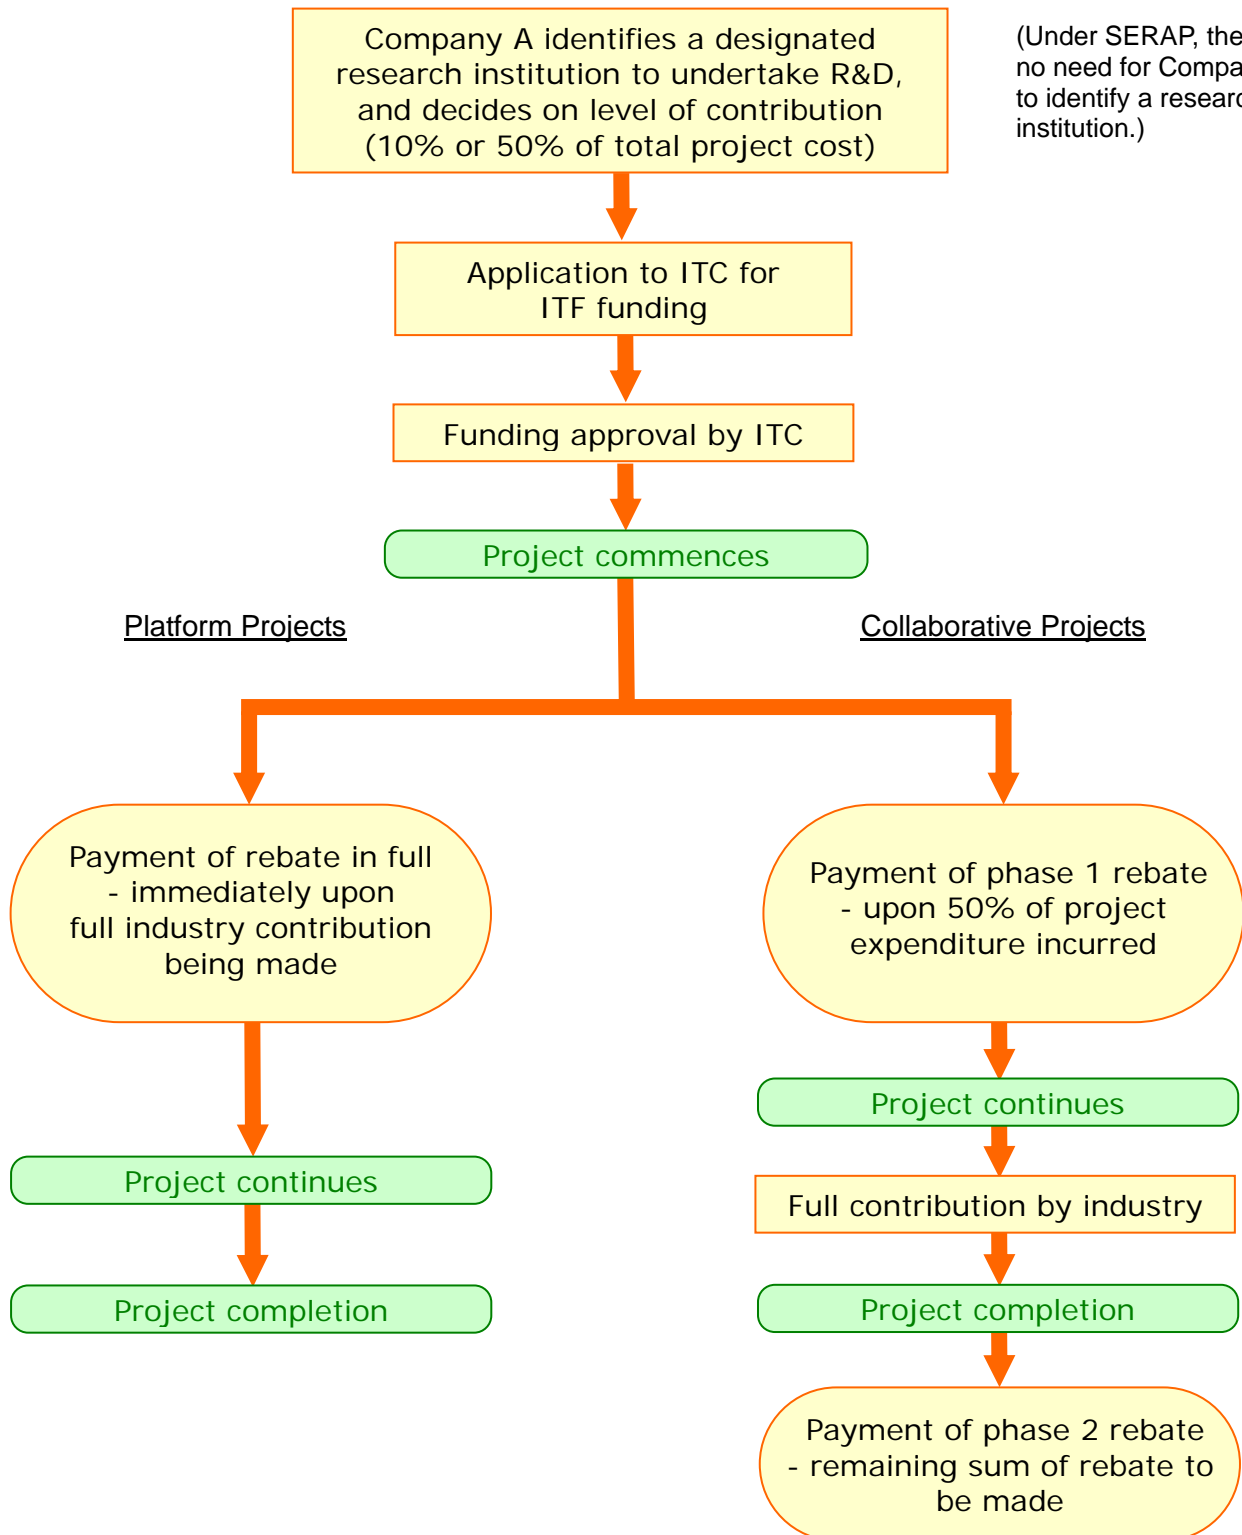 Company A identifies a designated
research institution to undertake R&D,
and decides on level of contribution
(10% or 50% of total project cost)
(Under SERAP, the
no need for Compa
to identify a researc
institution.)
Application to ITC for
ITF funding
Funding approval by ITC
Project commences
Platform Projects
Collaborative Projects
Payment of rebate in full
- immediately upon
full industry contribution
being made
Project continues
Project completion
Payment of phase 1 rebate
- upon 50% of project
expenditure incurred
Project continues
Full contribution by industry
Project completion
Payment of phase 2 rebate
- remaining sum of rebate to
be made